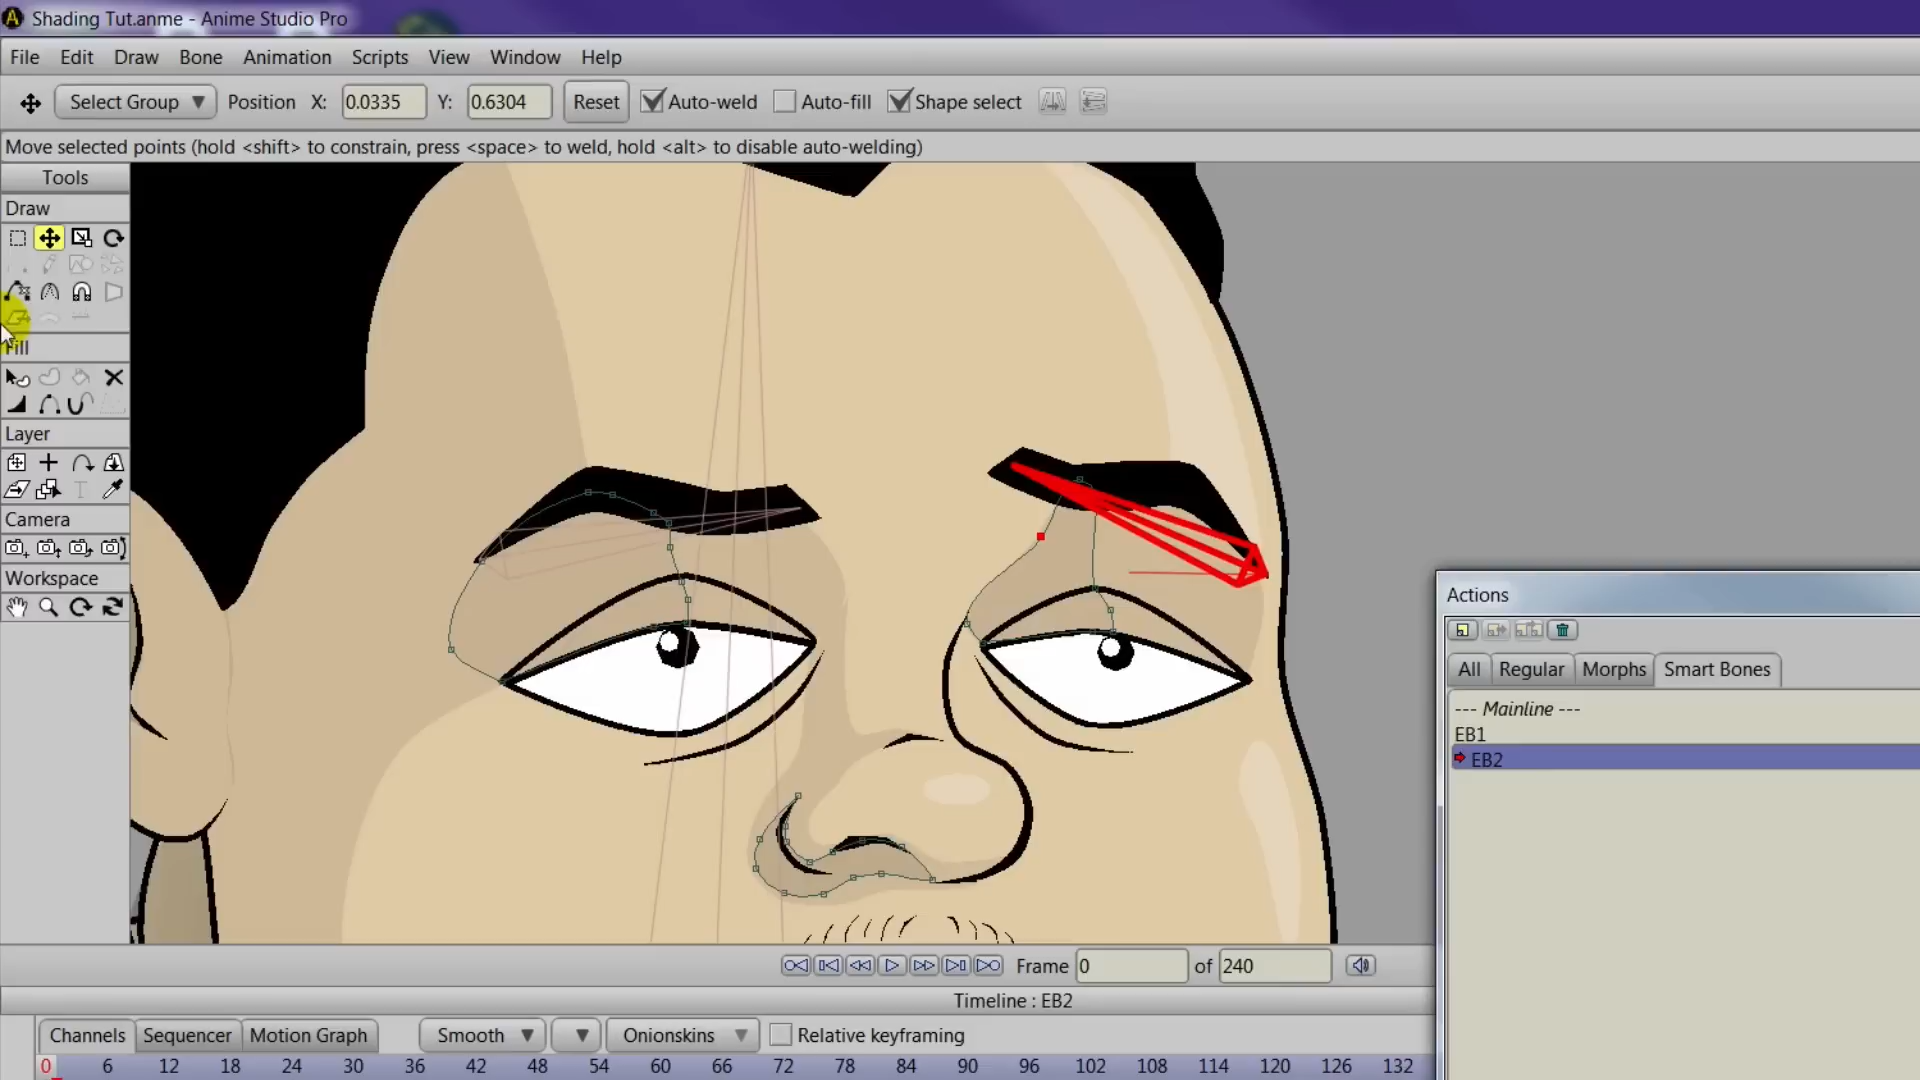 Shading Tut.anme - Anime Studio Pro
File Edit Draw Bone Animation Scripts View Window Help
Select Group Position X: 0.0335 Y: 0.6304 Reset Auto-weld Auto-fill Shape select
Move selected points (hold <shift> to constrain, press <space> to weld, hold <alt> to disable auto-welding)
Tools
Draw
Fill
Layer
Camera
Workspace
Actions
All Regular Morphs Smart Bones
--- Mainline ---
EB1
EB2
Frame 0 of 240
Timeline : EB2
Channels Sequencer Motion Graph Smooth Onionskins Relative keyframing
0 6 12 18 24 30 36 42 48 54 60 66 72 78 84 90 96 102 108 114 120 126 132